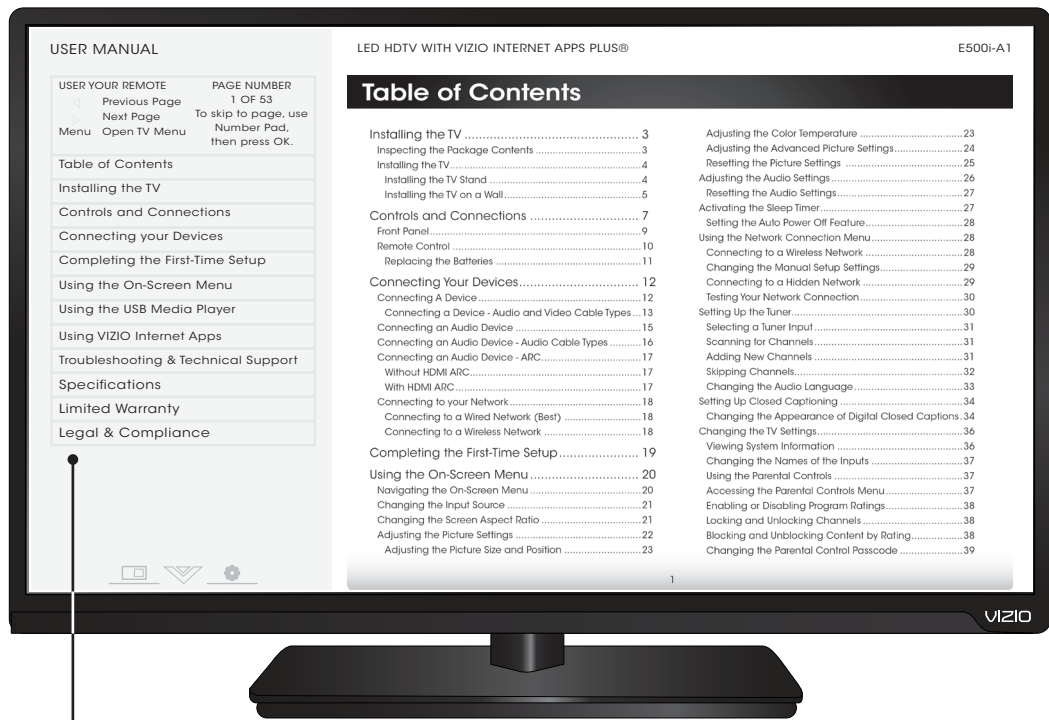 USER MANUAL
USER YOUR REMOTE
Previous Page
Next Page
Menu Open TV Menu
PAGE NUMBER
1 OF 53
To skip to page, use
Number Pad,
then press OK.
Table of Contents
Installing the TV
Controls and Connections
Connecting your Devices
Completing the First-Time Setup
Using the On-Screen Menu
Using the USB Media Player
Using VIZIO Internet Apps
Troubleshooting & Technical Support
Specifications
Limited Warranty
Legal & Compliance
LED HDTV WITH VIZIO INTERNET APPS PLUS®
E500i-A1
Table of Contents
Installing the TV ............ 3
Inspecting the Package Contents ............ 3
Installing the TV ............ 4
Installing the TV Stand ............ 4
Installing the TV on a Wall ............ 5
Controls and Connections ............ 7
Front Panel ............ 9
Remote Control ............ 10
Replacing the Batteries ............ 11
Connecting Your Devices ............ 12
Connecting A Device ............ 12
Connecting a Device - Audio and Video Cable Types ... 13
Connecting an Audio Device ............ 15
Connecting an Audio Device - Audio Cable Types ............ 16
Connecting an Audio Device - ARC ............ 17
Without HDMI ARC ............ 17
With HDMI ARC ............ 17
Connecting to your Network ............ 18
Connecting to a Wired Network (Best) ............ 18
Connecting to a Wireless Network ............ 18
Completing the First-Time Setup ............ 19
Using the On-Screen Menu ............ 20
Navigating the On-Screen Menu ............ 20
Changing the Input Source ............ 21
Changing the Screen Aspect Ratio ............ 21
Adjusting the Picture Settings ............ 22
Adjusting the Picture Size and Position ............ 23
Adjusting the Color Temperature ............ 23
Adjusting the Advanced Picture Settings ............ 24
Resetting the Picture Settings ............ 25
Adjusting the Audio Settings ............ 26
Resetting the Audio Settings ............ 27
Activating the Sleep Timer ............ 27
Setting the Auto Power Off Feature ............ 28
Using the Network Connection Menu ............ 28
Connecting to a Wireless Network ............ 28
Changing the Manual Setup Settings ............ 29
Connecting to a Hidden Network ............ 29
Testing Your Network Connection ............ 30
Setting Up the Tuner ............ 30
Selecting a Tuner Input ............ 31
Scanning for Channels ............ 31
Adding New Channels ............ 31
Skipping Channels ............ 32
Changing the Audio Language ............ 33
Setting Up Closed Captioning ............ 34
Changing the Appearance of Digital Closed Captions . 34
Changing the TV Settings ............ 36
Viewing System Information ............ 36
Changing the Names of the Inputs ............ 37
Using the Parental Controls ............ 37
Accessing the Parental Controls Menu ............ 37
Enabling or Disabling Program Ratings ............ 38
Locking and Unlocking Channels ............ 38
Blocking and Unblocking Content by Rating ............ 38
Changing the Parental Control Passcode ............ 39
1
VIZIO